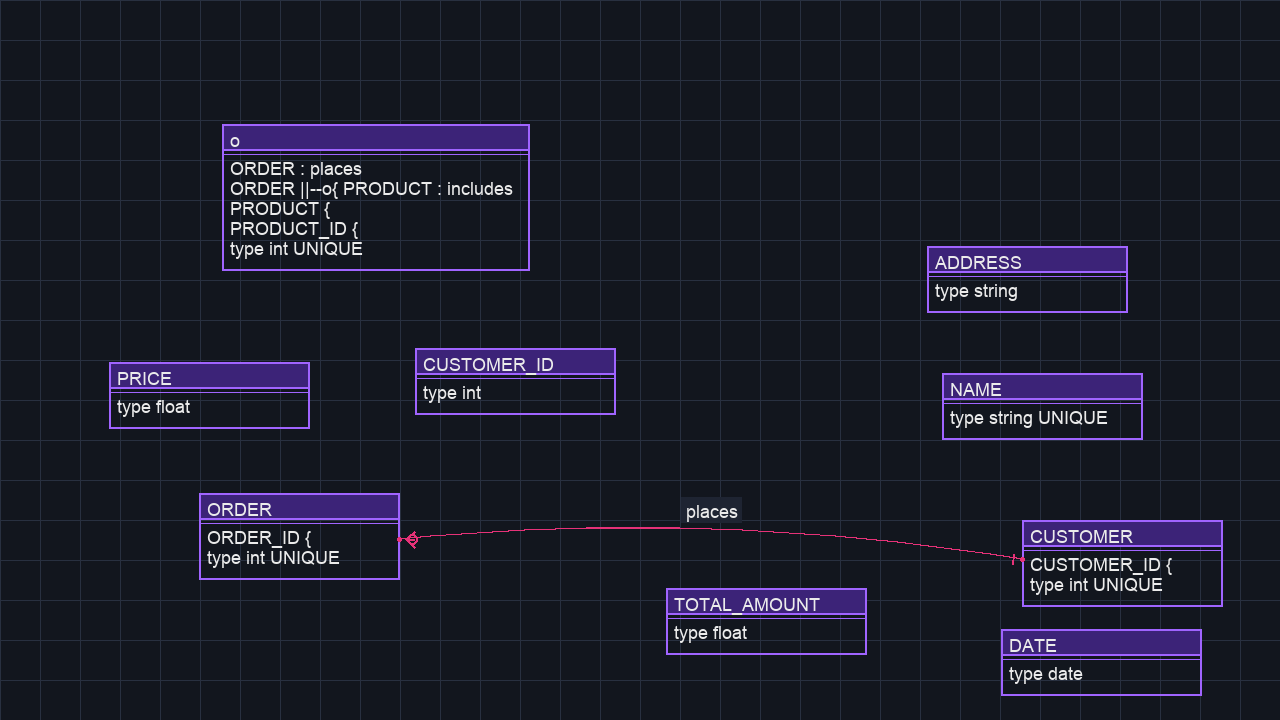 o
ORDER : places
ORDER ||--o{ PRODUCT : includes
PRODUCT {
PRODUCT_ID {
type int UNIQUE
ADDRESS
type string
PRICE
type float
CUSTOMER_ID
type int
NAME
type string UNIQUE
ORDER
ORDER_ID {
type int UNIQUE
places
CUSTOMER
CUSTOMER_ID {
type int UNIQUE
TOTAL_AMOUNT
type float
DATE
type date